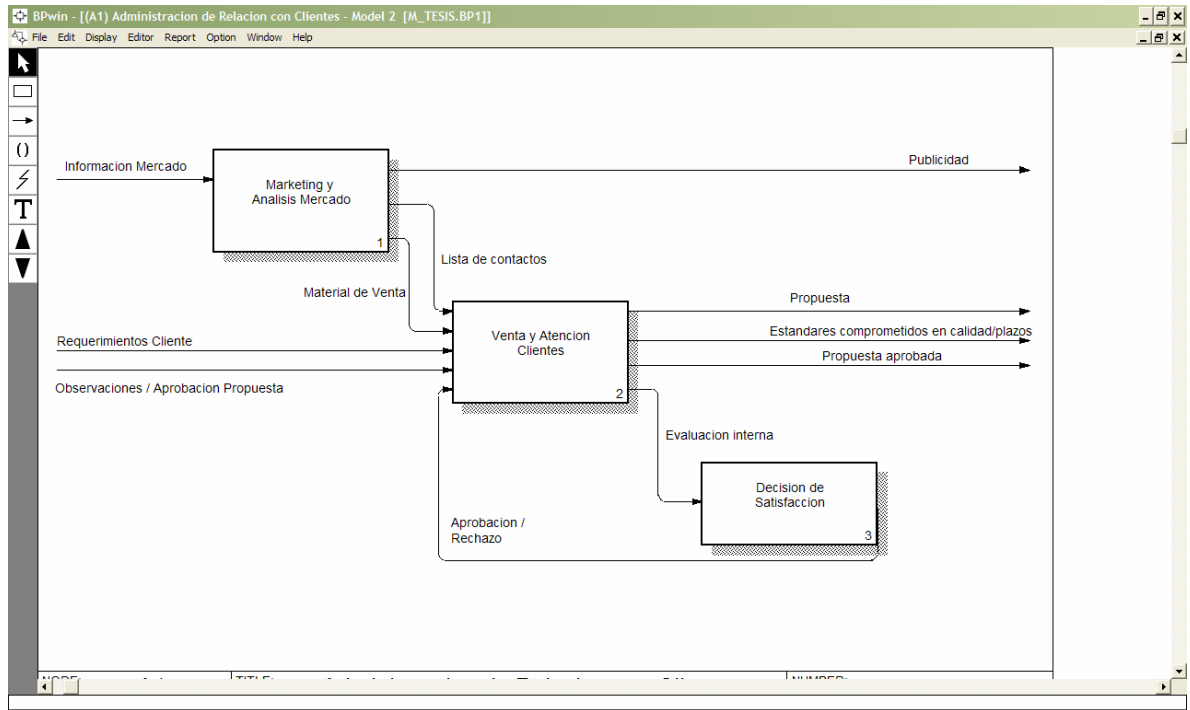 BPwin - [(A1) Administracion de Relacion con Clientes - Model 2 [M_TESIS.BP1]]
File Edit Display Editor Report Option Window Help
()
T
Informacion Mercado
Marketing y
Analisis Mercado
1
Publicidad
Lista de contactos
Material de Venta
Requerimientos Cliente
Observaciones / Aprobacion Propuesta
Venta y Atencion
Clientes
2
Propuesta
Estandares comprometidos en calidad/plazos
Propuesta aprobada
Evaluacion interna
Decision de
Satisfaccion
3
Aprobacion /
Rechazo
NODE:
TITLE:
NUMBER: